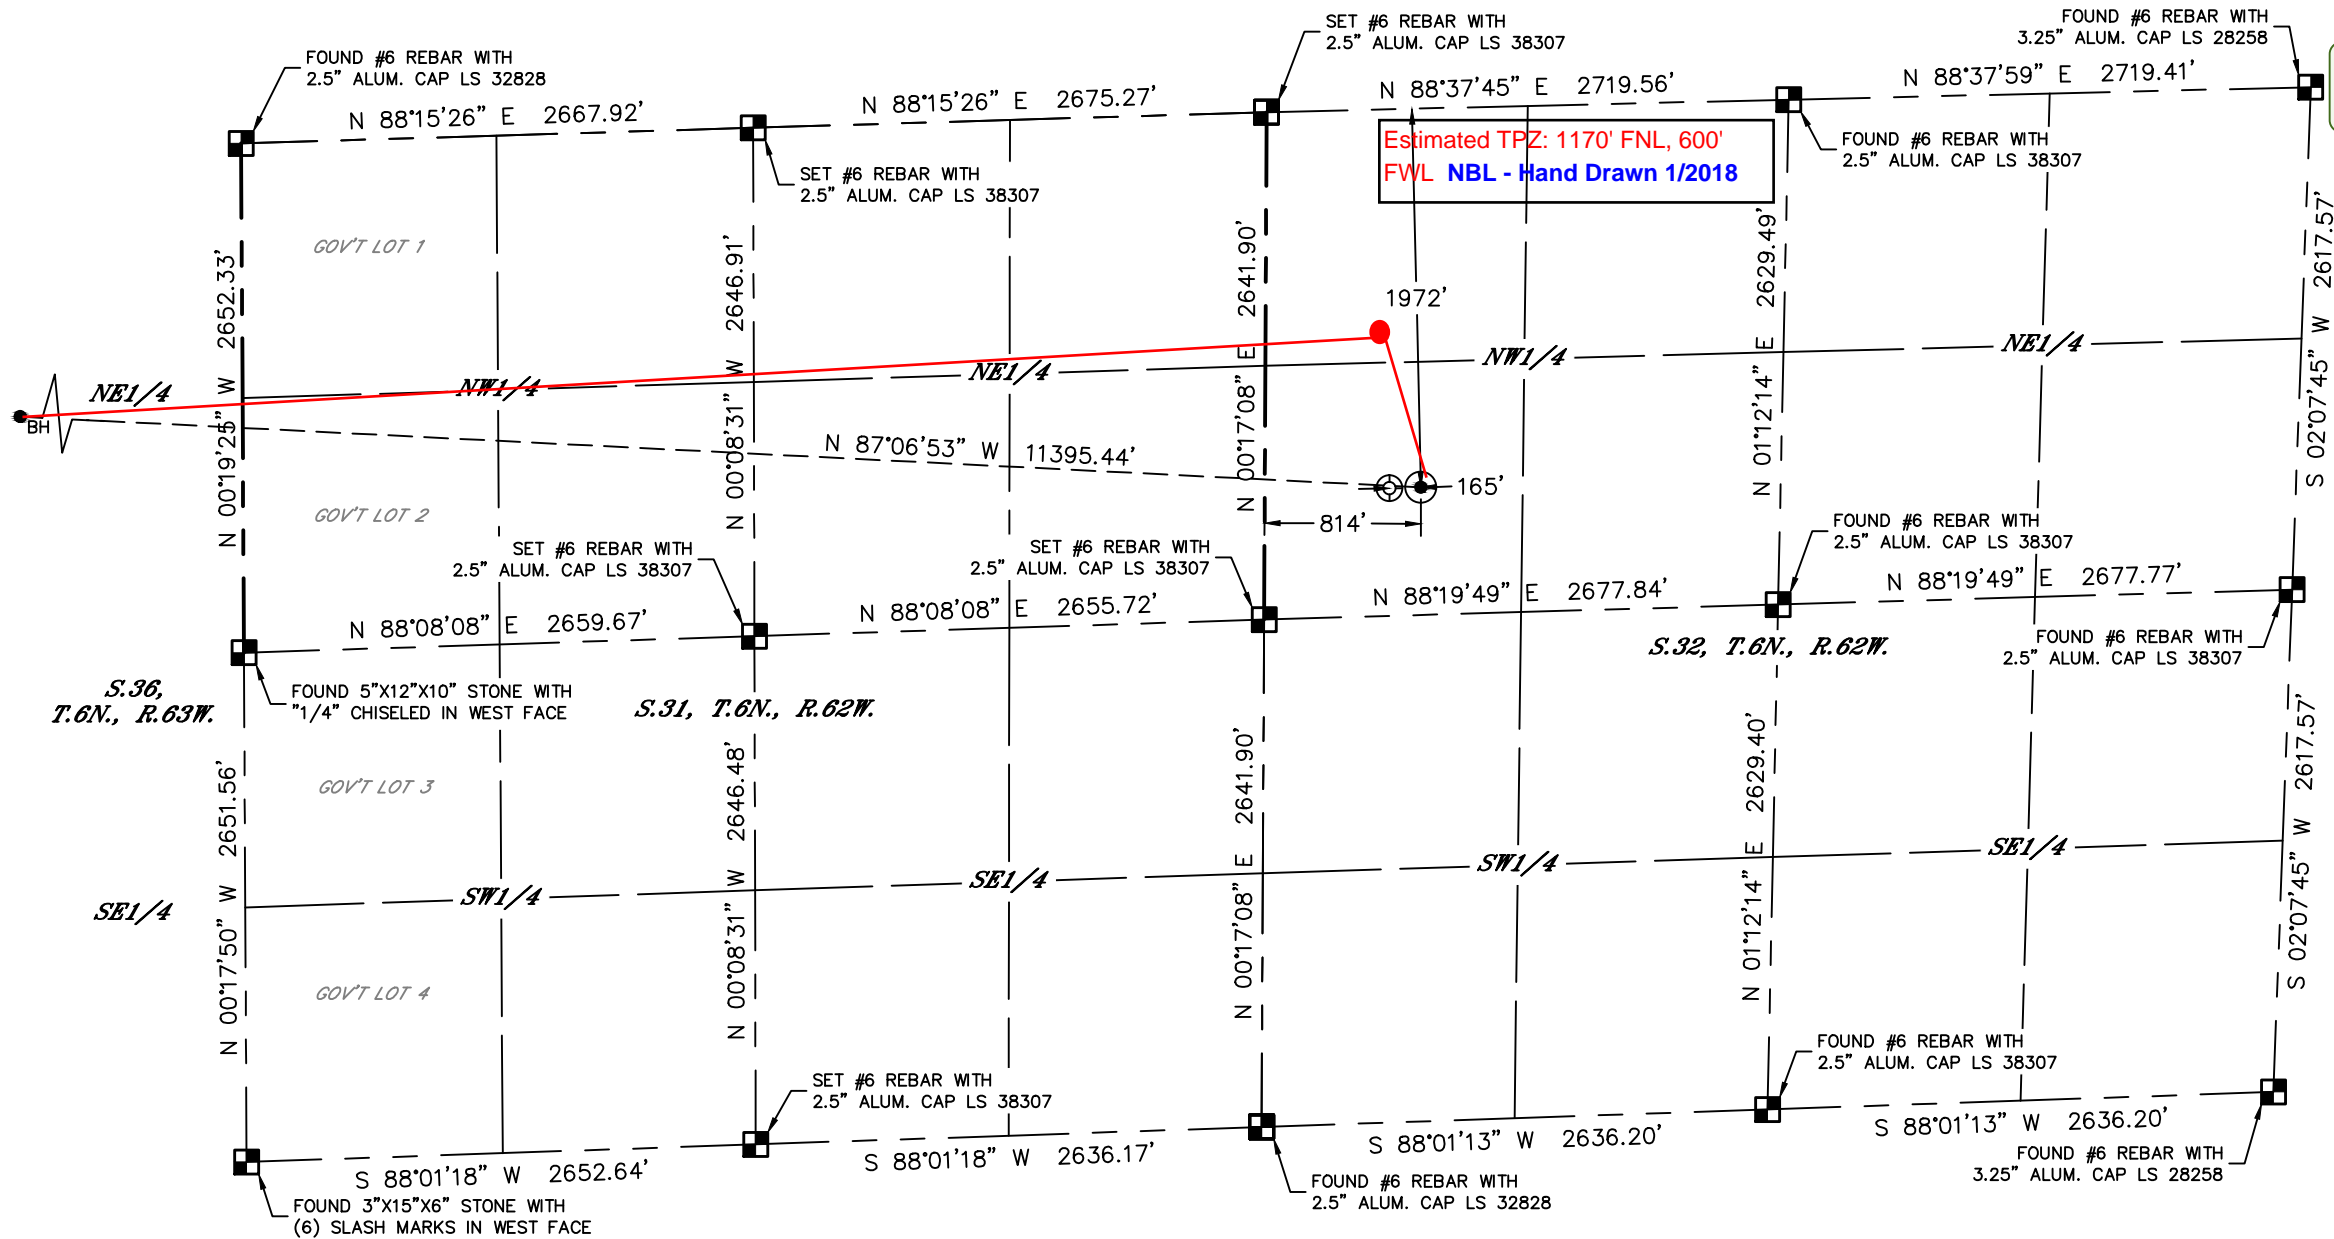 SET #6 REBAR WITH
2.5" ALUM. CAP LS 38307
FOUND #6 REBAR WITH
3.25" ALUM. CAP LS 28258
FOUND #6 REBAR WITH
2.5" ALUM. CAP LS 32828
N 88°15'26" E 2667.92'
N 88°15'26" E 2675.27'
N 88°37'45" E 2719.56'
N 88°37'59" E 2719.41'
SET #6 REBAR WITH
2.5" ALUM. CAP LS 38307
Estimated TPZ: 1170' FNL, 600'
FWL NBL - Hand Drawn 1/2018
FOUND #6 REBAR WITH
2.5" ALUM. CAP LS 38307
GOV'T LOT 1
N 00°19'25" W 2652.33'
N 00°08'31" W 2646.91'
N 00°17'08" E 2641.90'
N 01°12'14" E 2629.49'
S 02°07'45" W 2617.57'
1972'
NE1/4
NW1/4
NE1/4
NW1/4
NE1/4
BH
N 87°06'53" W 11395.44'
165'
814'
GOV'T LOT 2
SET #6 REBAR WITH
2.5" ALUM. CAP LS 38307
SET #6 REBAR WITH
2.5" ALUM. CAP LS 38307
FOUND #6 REBAR WITH
2.5" ALUM. CAP LS 38307
N 88°08'08" E 2659.67'
N 88°08'08" E 2655.72'
N 88°19'49" E 2677.84'
N 88°19'49" E 2677.77'
FOUND #6 REBAR WITH
2.5" ALUM. CAP LS 38307
S.36,
T.6N., R.63W.
FOUND 5"X12"X10" STONE WITH
"1/4" CHISELED IN WEST FACE
S.31, T.6N., R.62W.
S.32, T.6N., R.62W.
GOV'T LOT 3
N 00°17'50" W 2651.56'
N 00°08'31" W 2646.48'
N 00°17'08" E 2641.90'
N 01°12'14" E 2629.40'
S 02°07'45" W 2617.57'
SE1/4
SW1/4
SE1/4
SW1/4
SE1/4
GOV'T LOT 4
SET #6 REBAR WITH
2.5" ALUM. CAP LS 38307
FOUND #6 REBAR WITH
2.5" ALUM. CAP LS 38307
S 88°01'18" W 2652.64'
S 88°01'18" W 2636.17'
S 88°01'13" W 2636.20'
S 88°01'13" W 2636.20'
FOUND 3"X15"X6" STONE WITH
(6) SLASH MARKS IN WEST FACE
FOUND #6 REBAR WITH
2.5" ALUM. CAP LS 32828
FOUND #6 REBAR WITH
3.25" ALUM. CAP LS 28258